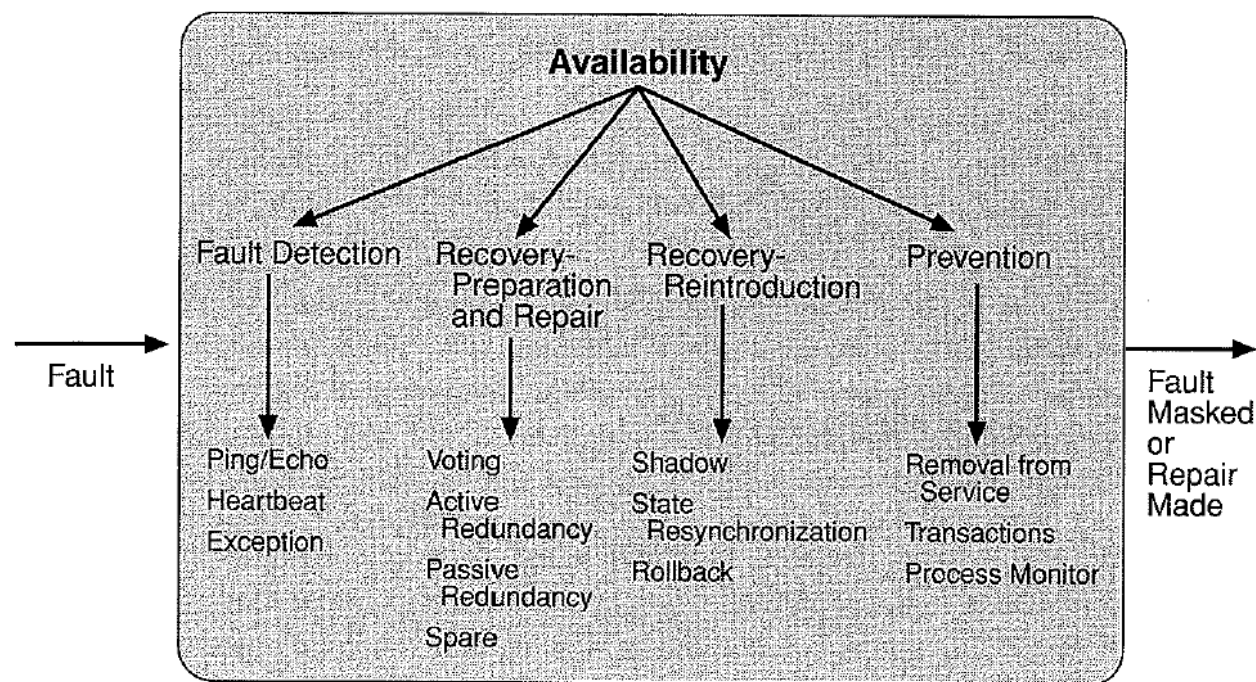 Availability
Fault Detection
Recovery-
Preparation
and Repair
Recovery-
Reintroduction
Prevention
Fault
Fault
Masked
or
Repair
Made
Ping/Echo
Heartbeat
Exception
Voting
Active
Redundancy
Passive
Redundancy
Spare
Shadow
State
Resynchronization
Rollback
Removal from
Service
Transactions
Process Monitor